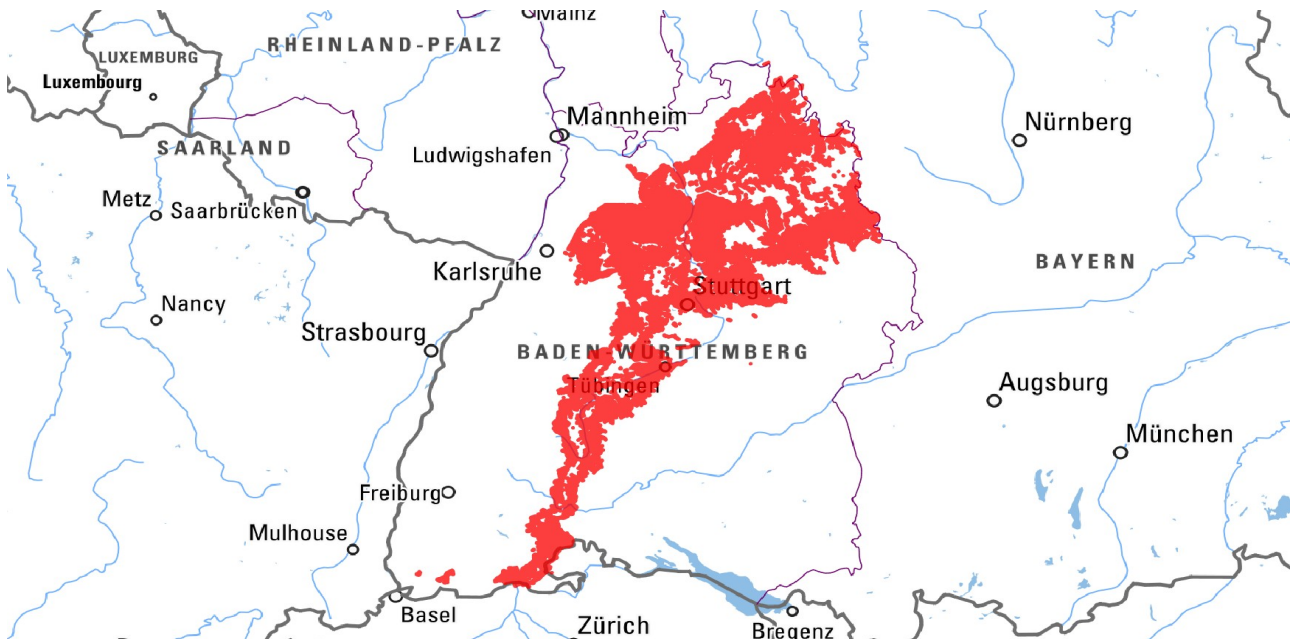 Mainz
RHEINLAND-PFALZ
LUXEMBURG
Luxembourg
Mannheim
Nürnberg
SAARLAND
Ludwigshafen
Metz
Saarbrücken
Karlsruhe
BAYERN
Stuttgart
Nancy
Strasbourg
BADEN-WÜRTTEMBERG
Tübingen
Augsburg
München
Freiburg
Mulhouse
Basel
Zürich
Bregenz